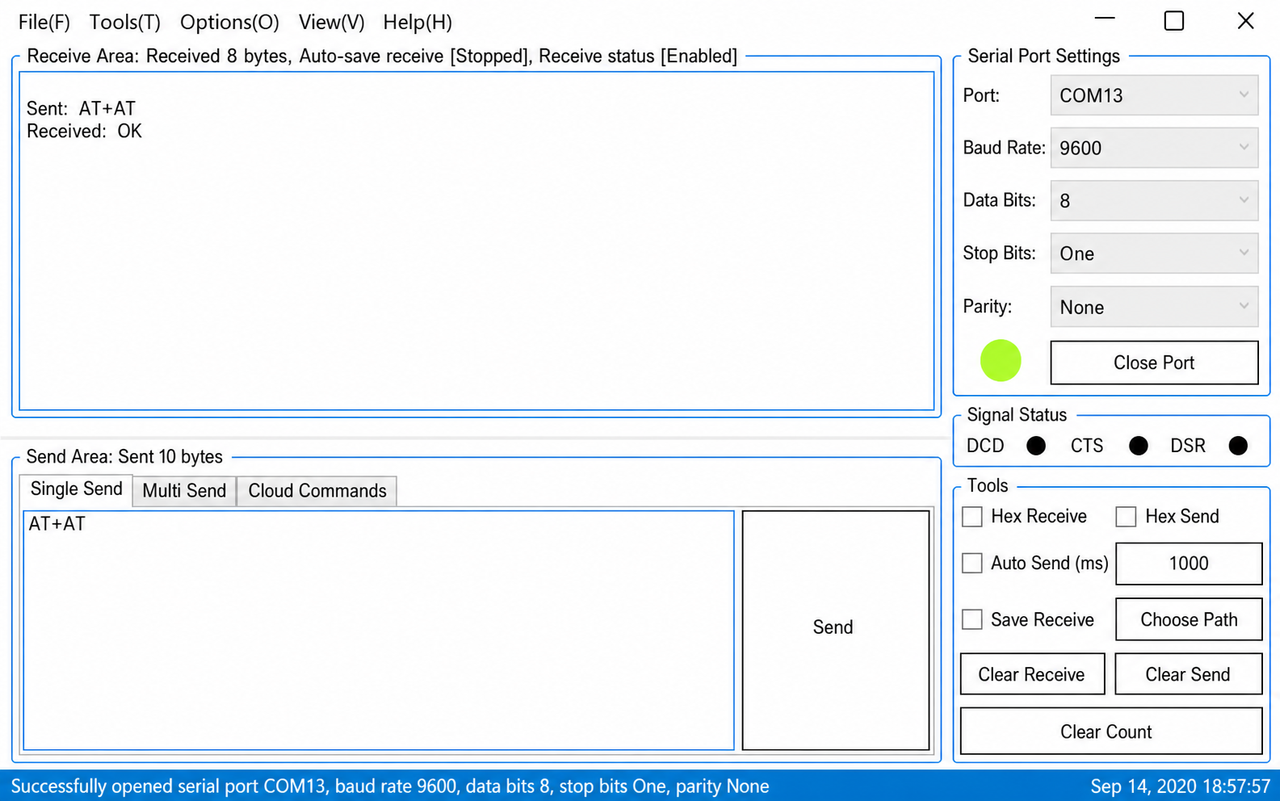 File(F) Tools(T) Options(O) View(V) Help(H)
Receive Area: Received 8 bytes, Auto-save receive [Stopped], Receive status [Enabled]
Sent: AT+AT
Received: OK
Serial Port Settings
Port: COM13
Baud Rate: 9600
Data Bits: 8
Stop Bits: One
Parity: None
Close Port
Signal Status
DCD CTS DSR
Send Area: Sent 10 bytes
Single Send Multi Send Cloud Commands
AT+AT
Send
Tools
Hex Receive Hex Send
Auto Send (ms) 1000
Save Receive Choose Path
Clear Receive Clear Send
Clear Count
Successfully opened serial port COM13, baud rate 9600, data bits 8, stop bits One, parity None Sep 14, 2020 18:57:57